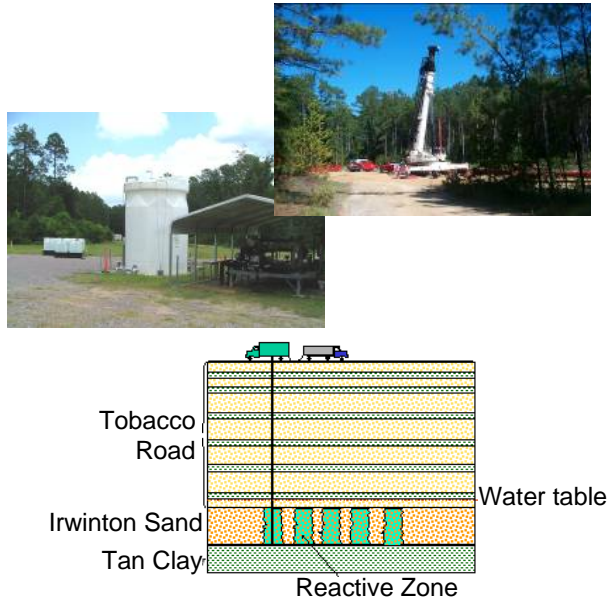 Tobacco
Road
Water table
Irwinton Sand
Tan Clay
Reactive Zone